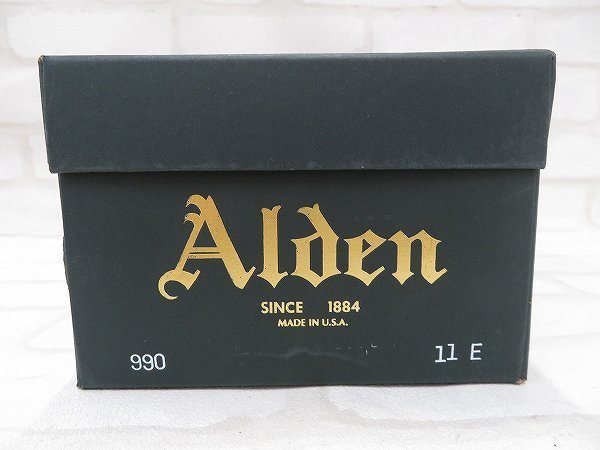 Alden
SINCE 1884
MADE IN U.S.A.
990 11 E